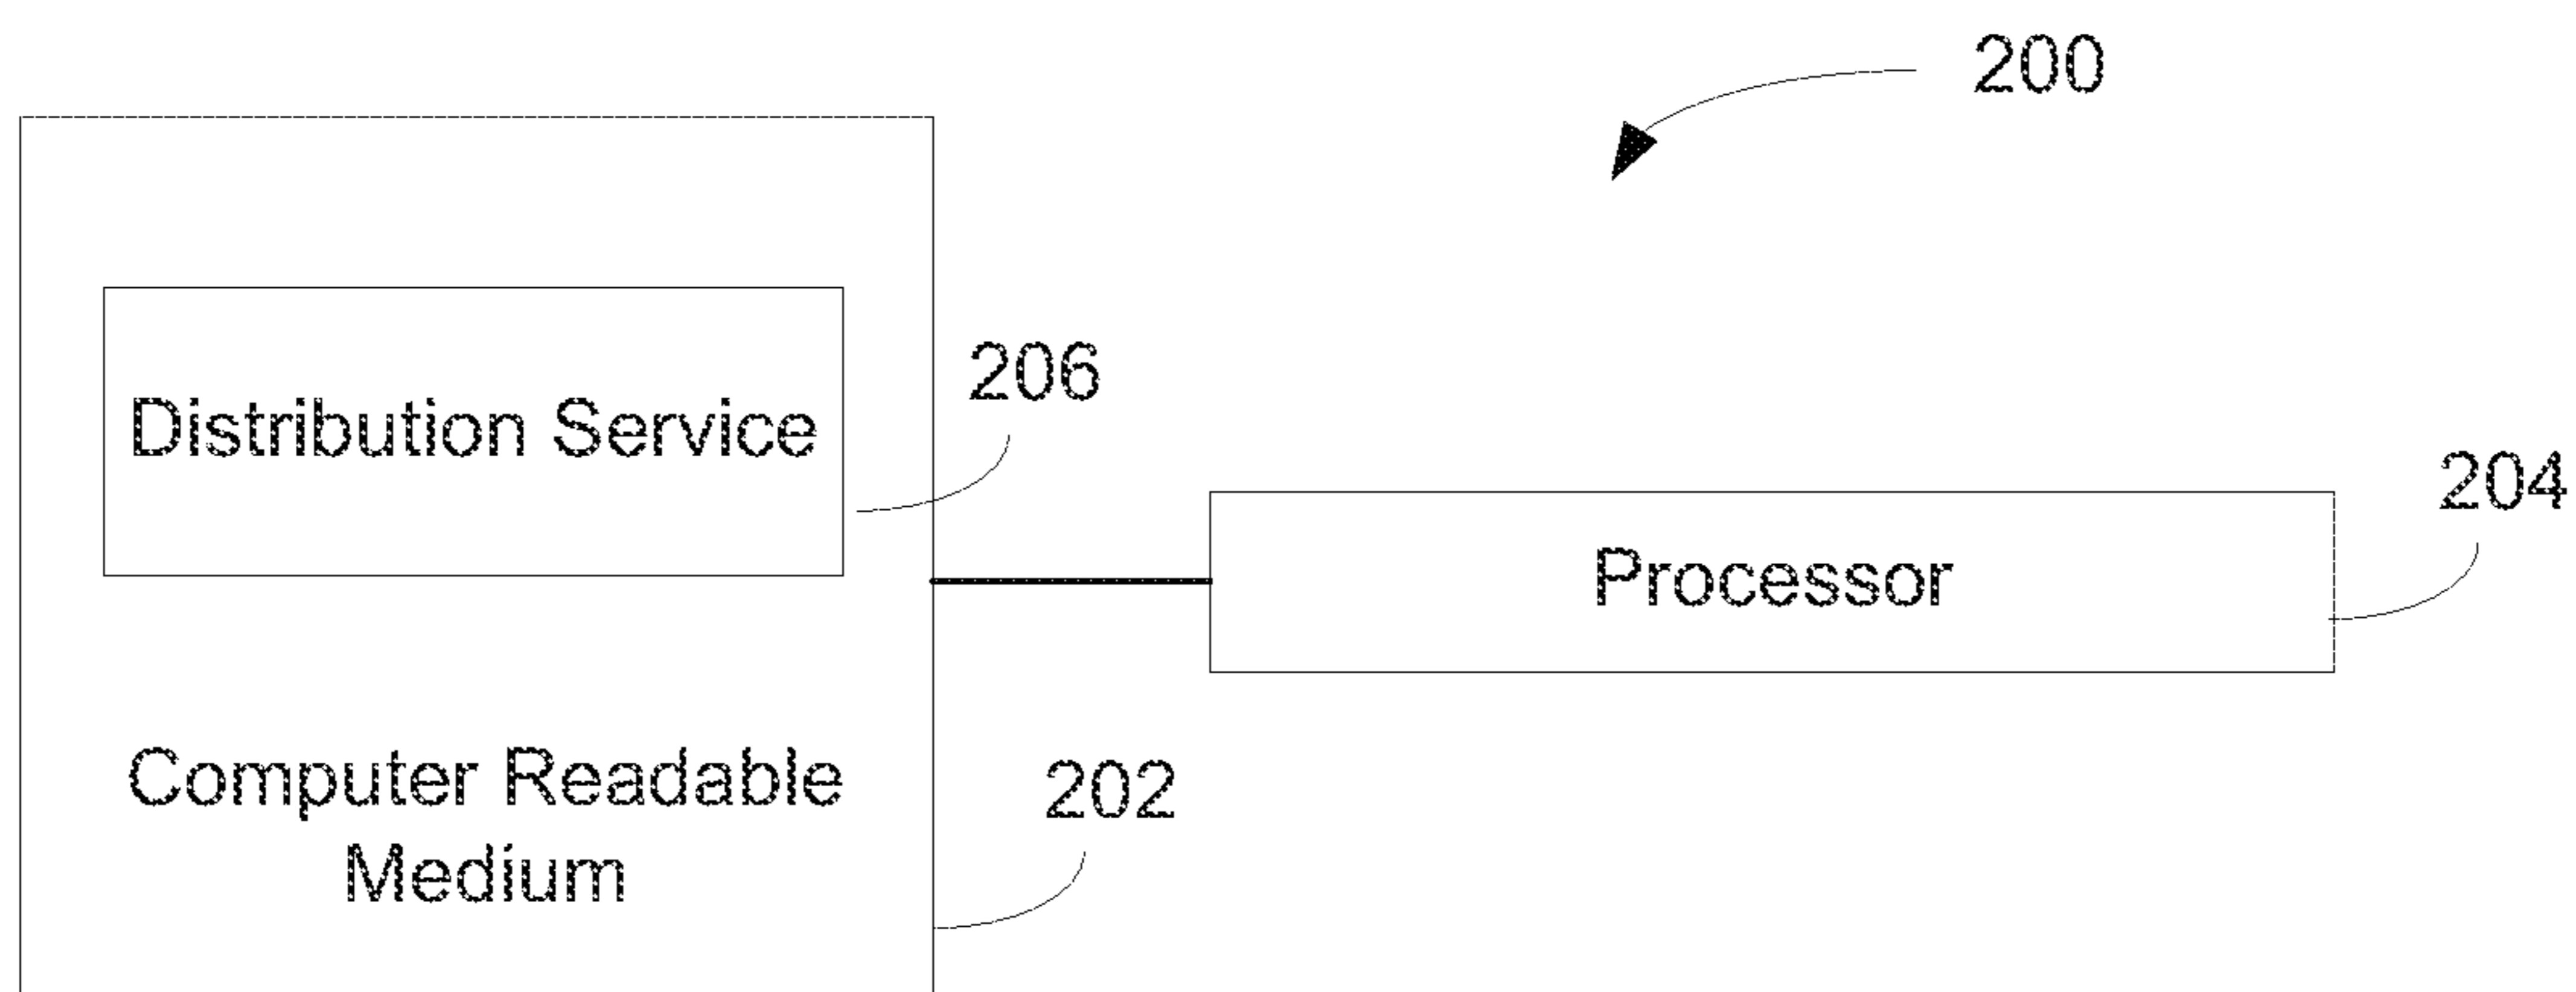 200
206
Distribution Service
204
Processor
Computer Readable
Medium
202